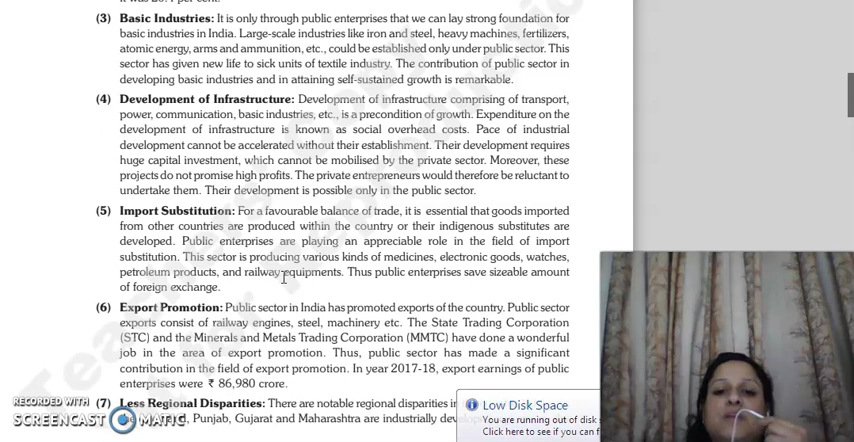 (3) Basic Industries: It is only through public enterprises that we can lay strong foundation for
basic industries in India. Large-scale industries like iron and steel, heavy machines, fertilizers,
atomic energy, arms and ammunition, etc., could be established only under public sector. This
sector has given new life to sick units of textile industry. The contribution of public sector in
developing basic industries and in attaining self-sustained growth is remarkable.
(4) Development of Infrastructure: Development of infrastructure comprising of transport,
power, communication, basic industries, etc., is a precondition of growth. Expenditure on the
development of infrastructure is known as social overhead costs. Pace of industrial
development cannot be accelerated without their establishment. Their development requires
huge capital investment, which cannot be mobilised by the private sector. Moreover, these
projects do not promise high profits. The private entrepreneurs would therefore be reluctant to
undertake them. Their development is possible only in the public sector.
(5) Import Substitution: For a favourable balance of trade, it is essential that goods imported
from other countries are produced within the country or their indigenous substitutes are
developed. Public enterprises are playing an appreciable role in the field of import
substitution. This sector is producing various kinds of medicines, electronic goods, watches,
petroleum products, and railway equipments. Thus public enterprises save sizeable amount
of foreign exchange.
(6) Export Promotion: Public sector in India has promoted exports of the country. Public sector
exports consist of railway engines, steel, machinery etc. The State Trading Corporation
(STC) and the Minerals and Metals Trading Corporation (MMTC) have done a wonderful
job in the area of export promotion. Thus, public sector has made a significant
contribution in the field of export promotion. In year 2017-18, export earnings of public
enterprises were ₹ 86,980 crore.
(7) Less Regional Disparities: There are notable regional disparities in
Punjab, Gujarat and Maharashtra are industrially
RECORDED WITH
SCREENCAST MATIC
Low Disk Space
You are running out of disk
Click here to see if you can f